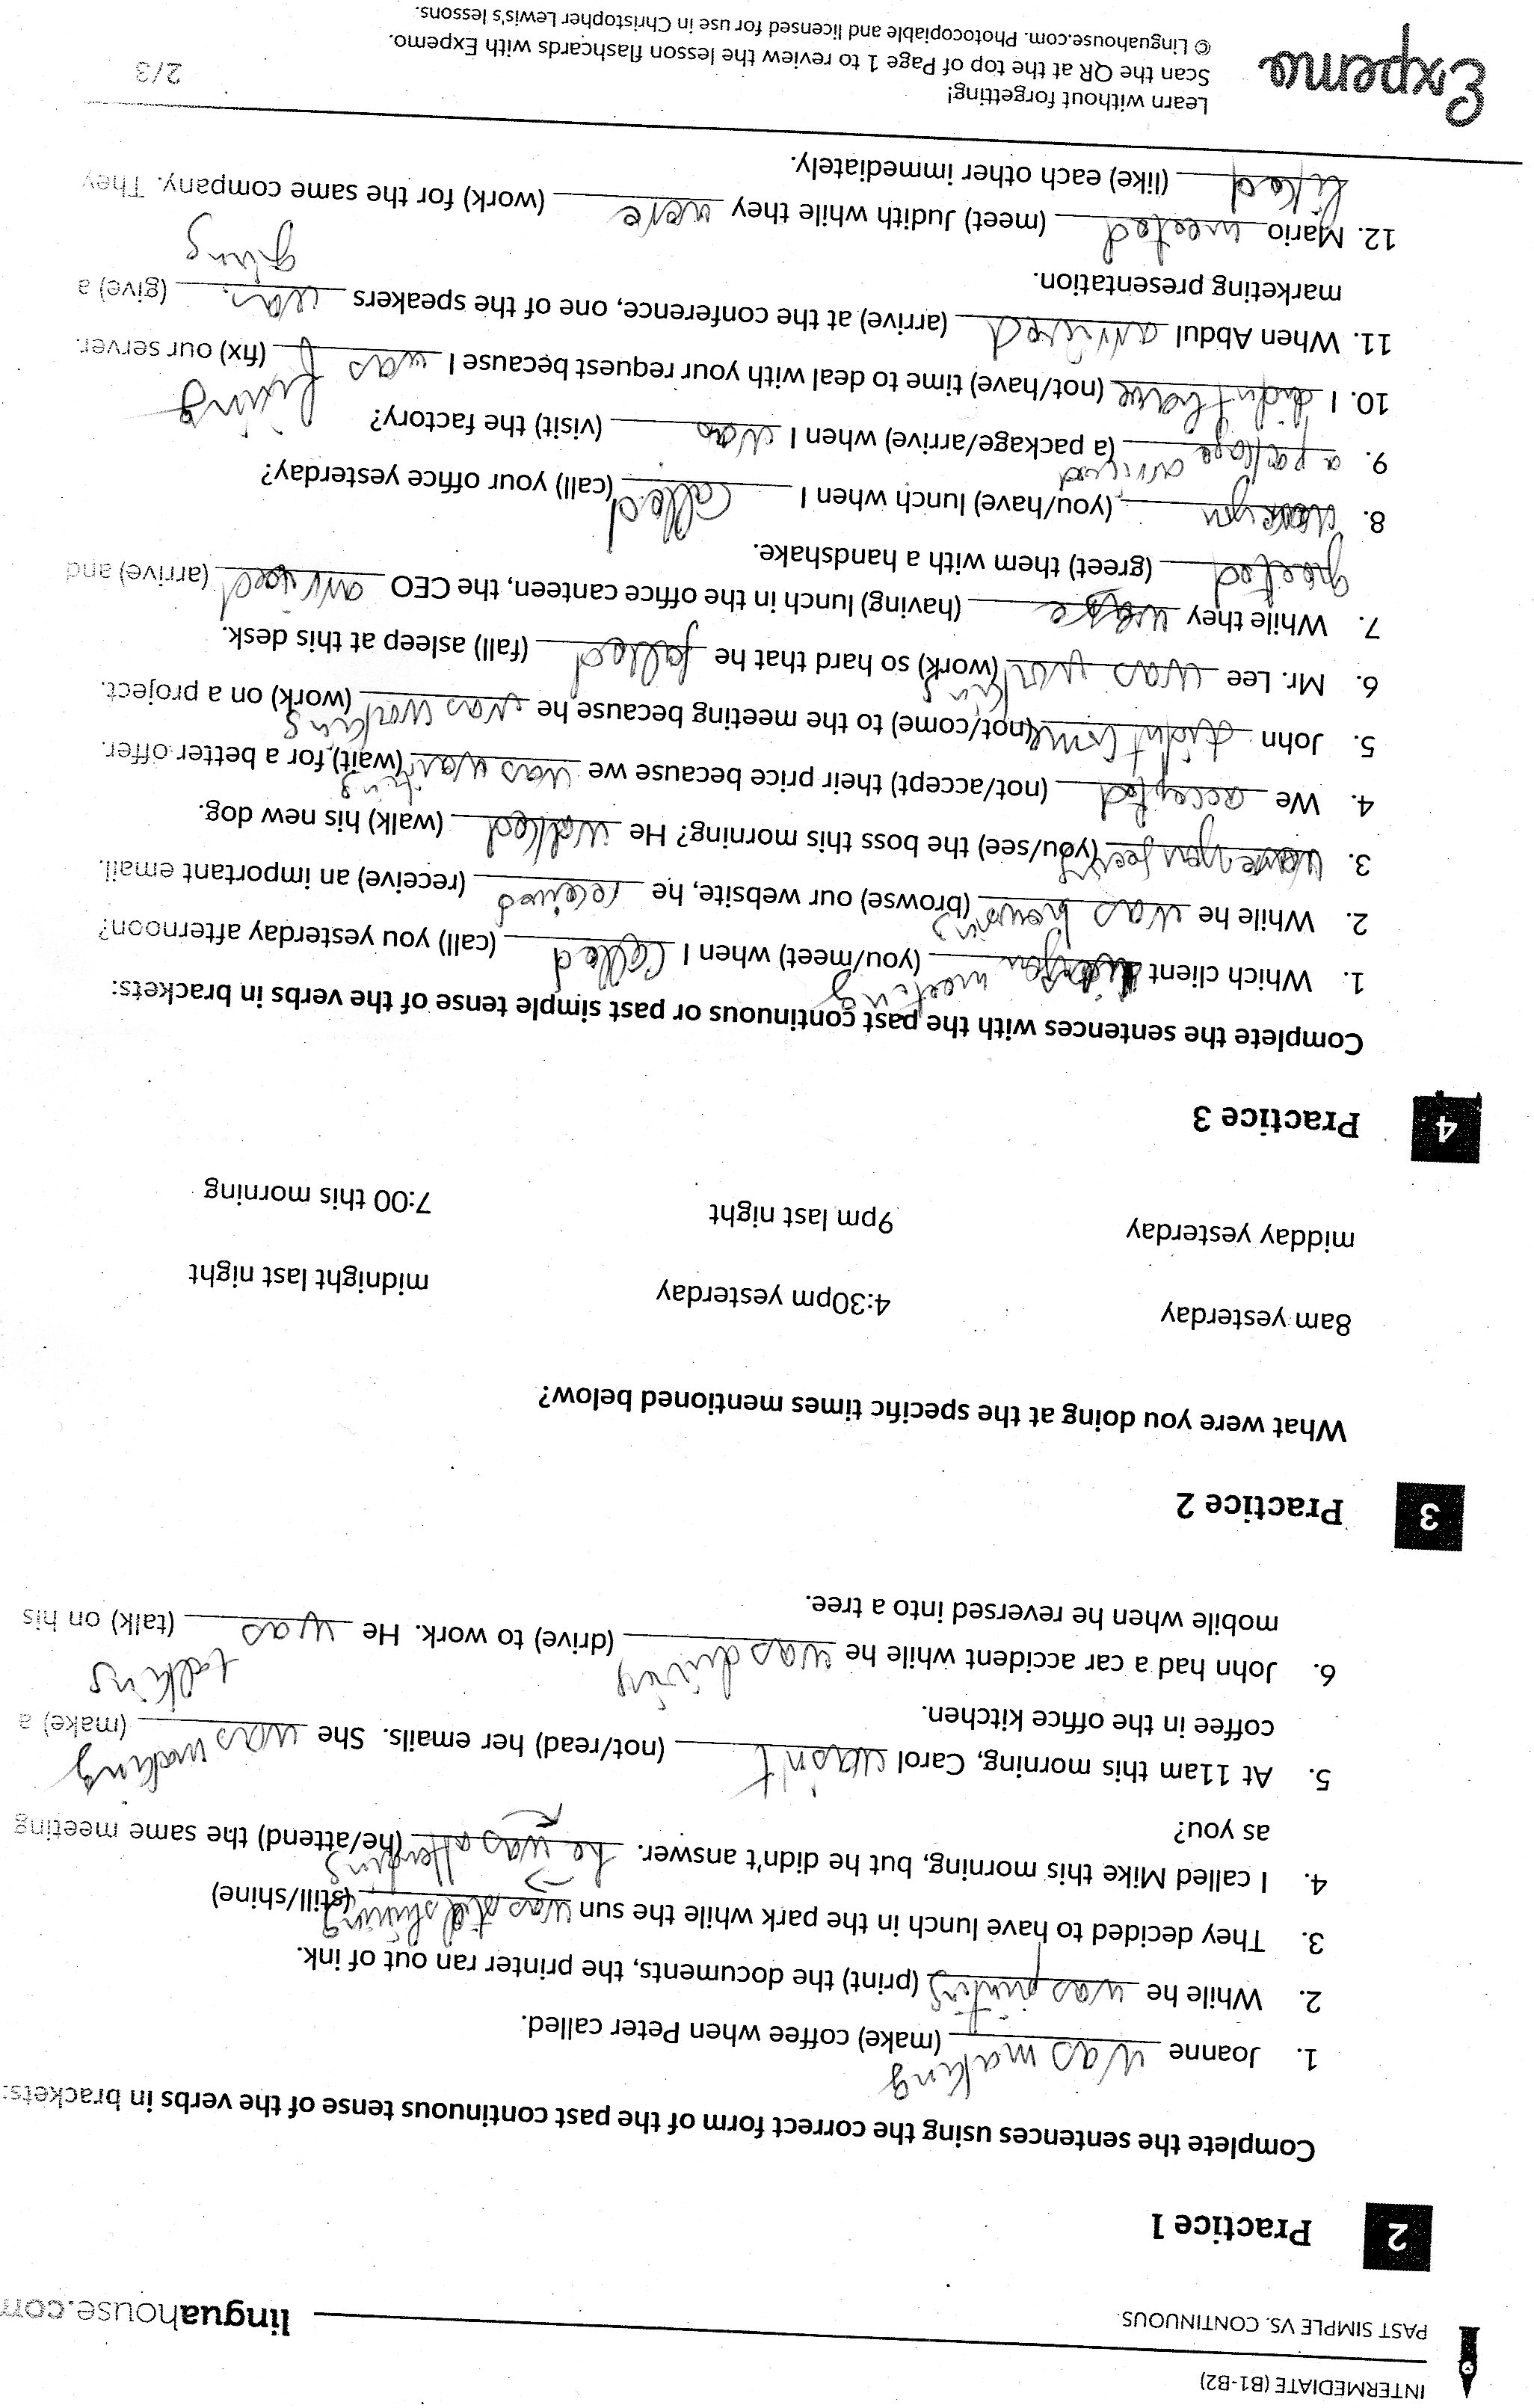 INTERMEDIATE (B1-B2)
PAST SIMPLE VS. CONTINUOUS
linguahouse.com
2 Practice 1
Complete the sentences using the correct form of the past continuous tense of the verbs in brackets:
1. Joanne was making (make) coffee when Peter called.
2. While he was printing (print) the documents, the printer ran out of ink.
3. They decided to have lunch in the park while the sun was still shining (still/shine)
4. I called Mike this morning, but he didn't answer. he was attending (he/attend) the same meeting
as you?
5. At 11am this morning, Carol wasn't (not/read) her emails. She was making (make) a
coffee in the office kitchen.
6. John had a car accident while he was driving (drive) to work. He was talking (talk) on his
mobile when he reversed into a tree.
3 Practice 2
What were you doing at the specific times mentioned below?
8am yesterday 4:30pm yesterday midnight last night
midday yesterday 9pm last night 7:00 this morning
4 Practice 3
Complete the sentences with the past continuous or past simple tense of the verbs in brackets:
1. Which client you meeting (you/meet) when I called (call) you yesterday afternoon?
2. While he was (browse) our website, he received (receive) an important email.
3. you (you/see) the boss this morning? He walked (walk) his new dog.
4. We accepted (not/accept) their price because we was waiting (wait) for a better offer.
5. John didn't come (not/come) to the meeting because he was working (work) on a project.
6. Mr. Lee was working (work) so hard that he falled (fall) asleep at this desk.
7. While they were (having) lunch in the office canteen, the CEO arrived (arrive) and
greeted (greet) them with a handshake.
8. you (you/have) lunch when I called (call) your office yesterday?
9. a package arrived (a package/arrive) when I was (visit) the factory?
10. I didn't have (not/have) time to deal with your request because I was fixing (fix) our server.
11. When Abdul arrived (arrive) at the conference, one of the speakers was giving (give) a
marketing presentation.
12. Mario meeted (meet) Judith while they were (work) for the same company. They
liked (like) each other immediately.
Expemo
Learn without forgetting!
Scan the QR at the top of Page 1 to review the lesson flashcards with Expemo.
© Linguahouse.com. Photocopiable and licensed for use in Christopher Lewis's lessons.
2/3